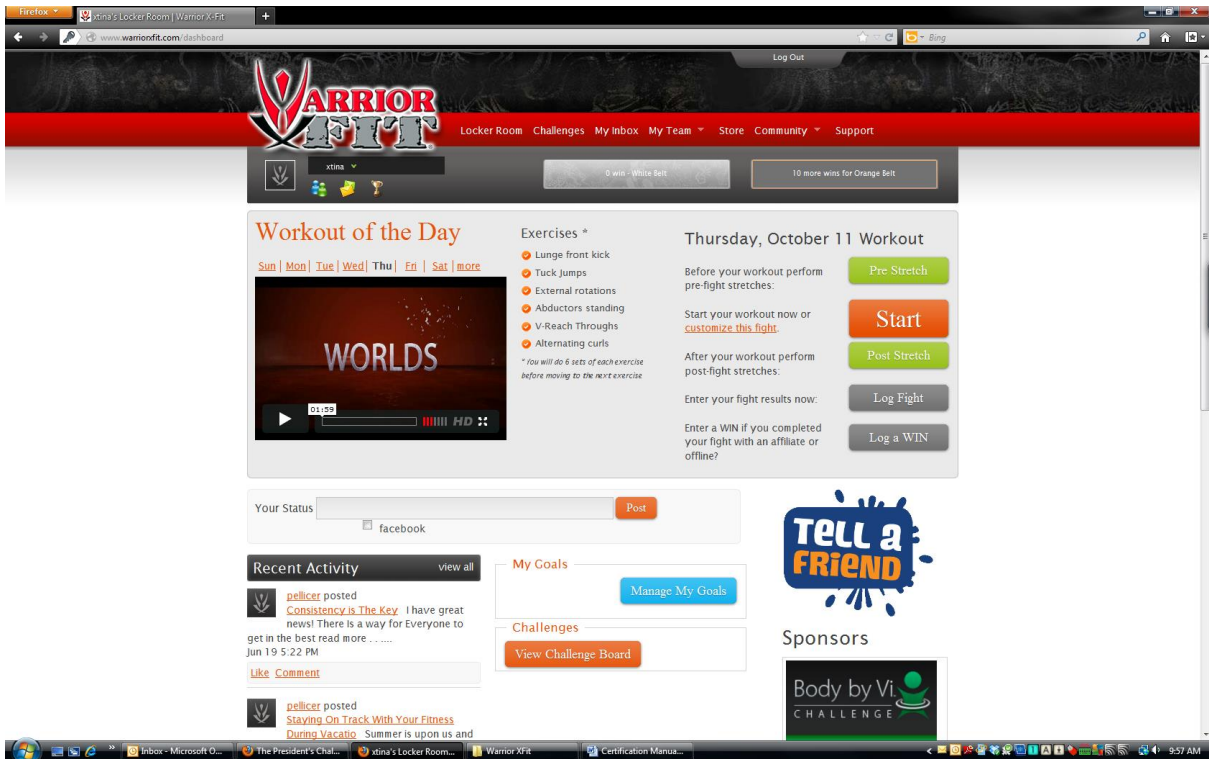 Firefox
xtina's Locker Room | Warrior X-Fit
www.warriorxfit.com/dashboard
Bing
Log Out
WARRIOR
XFIT
Locker Room Challenges My Inbox My Team Store Community Support
xtina
0 win - White Belt
10 more wins for Orange Belt
Workout of the Day
Sun | Mon | Tue | Wed | Thu | Fri | Sat | more
WORLDS
01:59
HD
Exercises *
Lunge front kick
Tuck Jumps
External rotations
Abductors standing
V-Reach Throughs
Alternating curls
* You will do 6 sets of each exercise
before moving to the next exercise
Thursday, October 11 Workout
Before your workout perform
pre-fight stretches:
Pre Stretch
Start your workout now or
customize this fight.
Start
After your workout perform
post-fight stretches:
Post Stretch
Enter your fight results now:
Log Fight
Enter a WIN if you completed
your fight with an affiliate or
offline?
Log a WIN
Your Status
Post
facebook
TELL a
FRiEND
Recent Activity view all
pellicer posted
Consistency is The Key I have great
news! There Is a way for Everyone to
get in the best read more . . ....
Jun 19 5:22 PM
Like Comment
pellicer posted
Staying On Track With Your Fitness
During Vacatio Summer is upon us and
My Goals
Manage My Goals
Challenges
View Challenge Board
Sponsors
Body by Vi.
CHALLENGE
Inbox - Microsoft O...
The President's Chal...
xtina's Locker Room...
Warrior XFit
Certification Manua...
9:57 AM